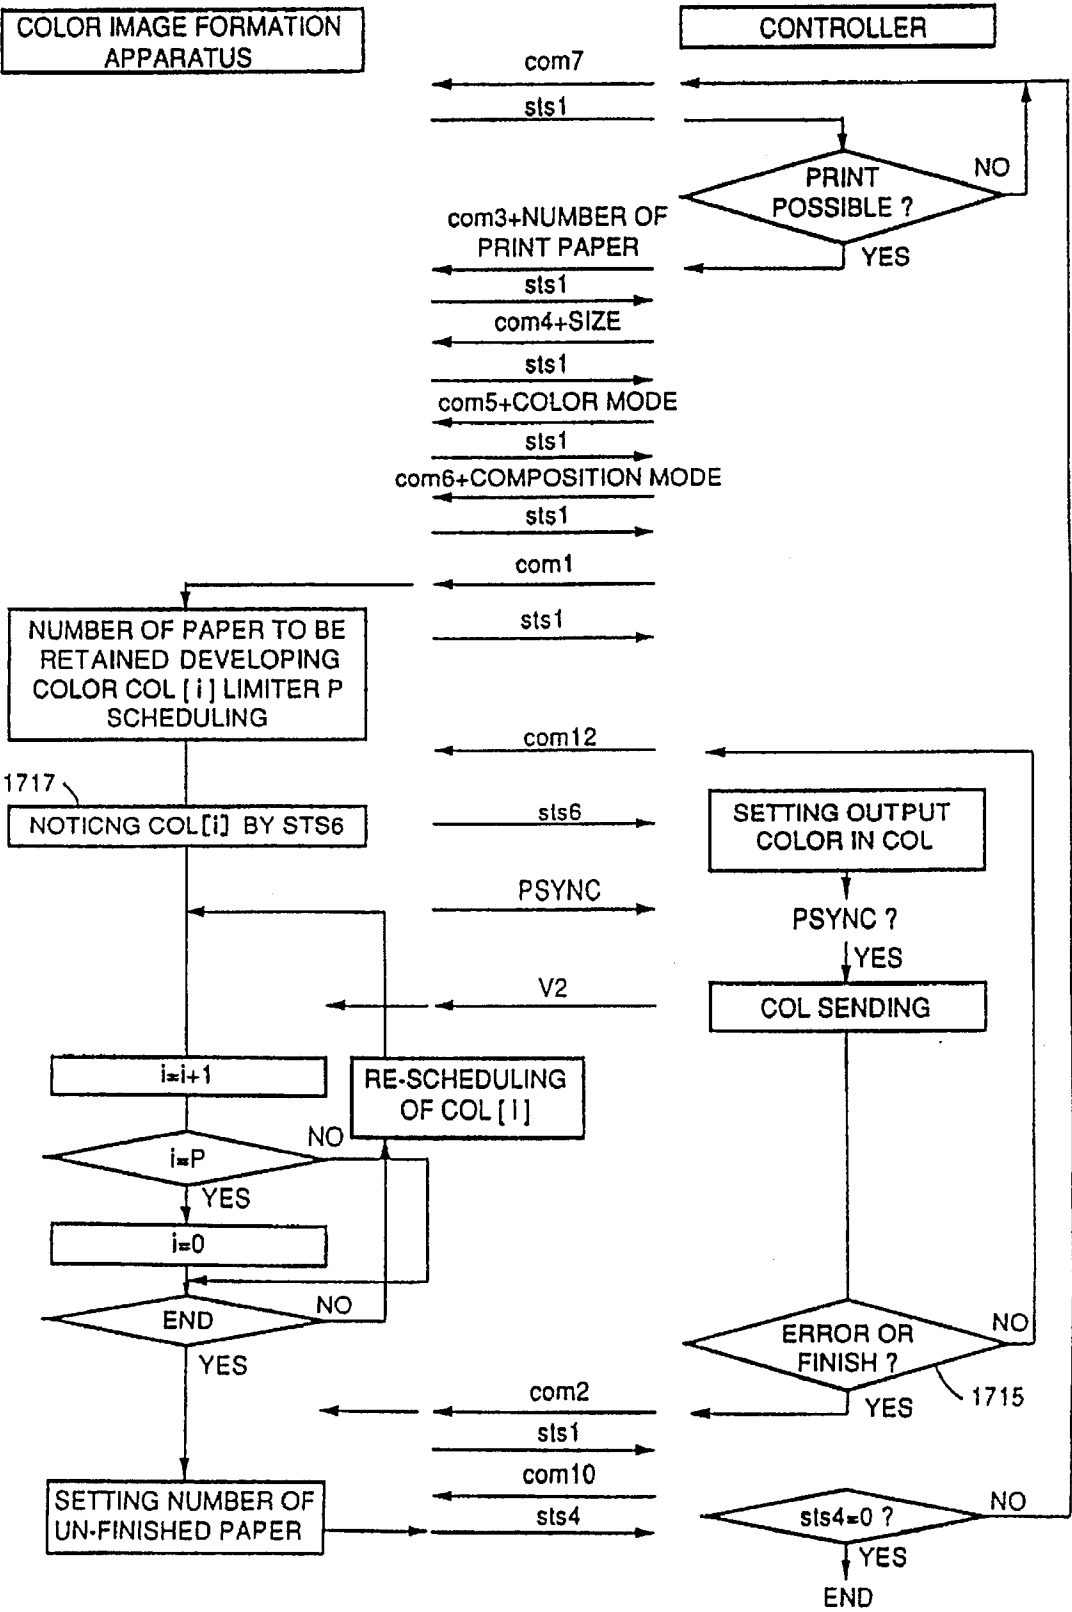 COLOR IMAGE FORMATION
APPARATUS
CONTROLLER
com7
sts1
PRINT
POSSIBLE ?
NO
YES
com3+NUMBER OF
PRINT PAPER
sts1
com4+SIZE
sts1
com5+COLOR MODE
sts1
com6+COMPOSITION MODE
sts1
com1
sts1
NUMBER OF PAPER TO BE
RETAINED DEVELOPING
COLOR COL [ i ] LIMITER P
SCHEDULING
com12
1717
NOTICNG COL[i] BY STS6
sts6
SETTING OUTPUT
COLOR IN COL
PSYNC
PSYNC ?
YES
V2
COL SENDING
i=i+1
RE-SCHEDULING
OF COL [ I ]
i=P
NO
YES
i=0
END
NO
YES
ERROR OR
FINISH ?
NO
YES
1715
com2
sts1
com10
SETTING NUMBER OF
UN-FINISHED PAPER
sts4
sts4=0 ?
NO
YES
END